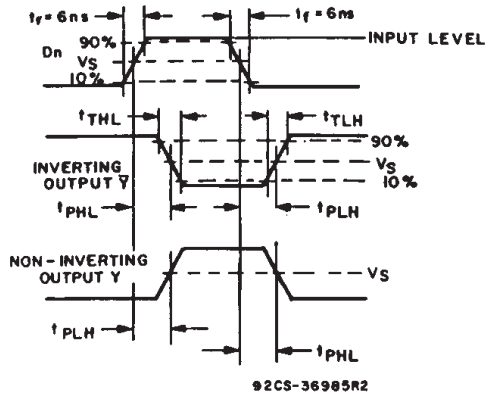 tr = 6ns
tf = 6ns
INPUT LEVEL
Dn
90%
VS
10%
tTHL
tTLH
90%
INVERTING
OUTPUT Y̅
VS
10%
tPHL
tPLH
NON-INVERTING
OUTPUT Y
VS
tPLH
tPHL
92CS-36985R2